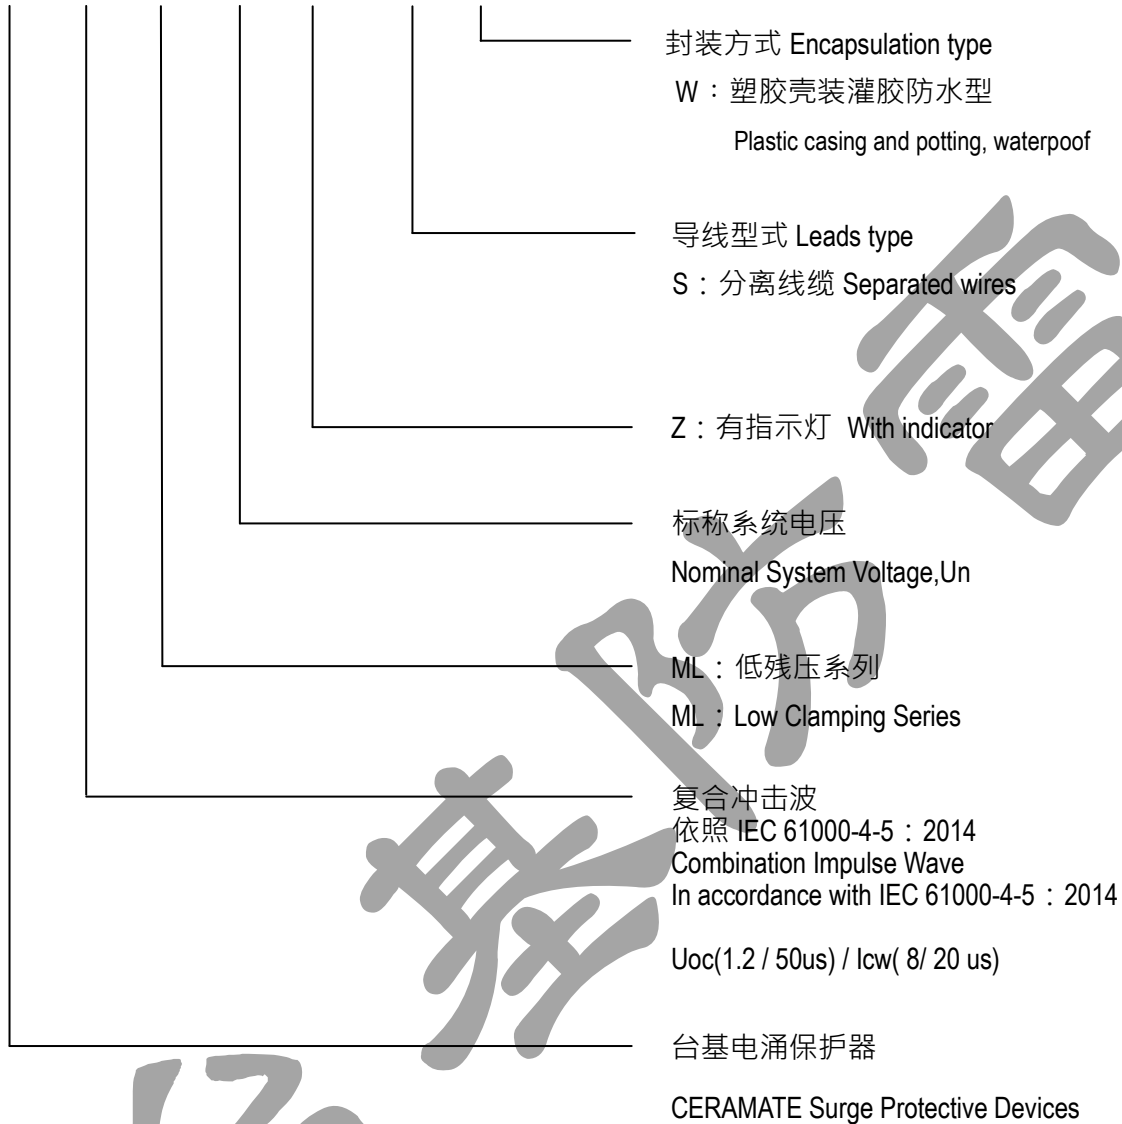 封装方式 Encapsulation type
W：塑胶壳装灌胶防水型
Plastic casing and potting, waterpoof
导线型式 Leads type
S：分离线缆 Separated wires
Z：有指示灯 With indicator
标称系统电压
Nominal System Voltage,Un
ML：低残压系列
ML：Low Clamping Series
复合冲击波
依照 IEC 61000-4-5：2014
Combination Impulse Wave
In accordance with IEC 61000-4-5：2014
Uoc(1.2 / 50us) / Icw( 8/ 20 us)
台基电涌保护器
CERAMATE Surge Protective Devices
基防雷